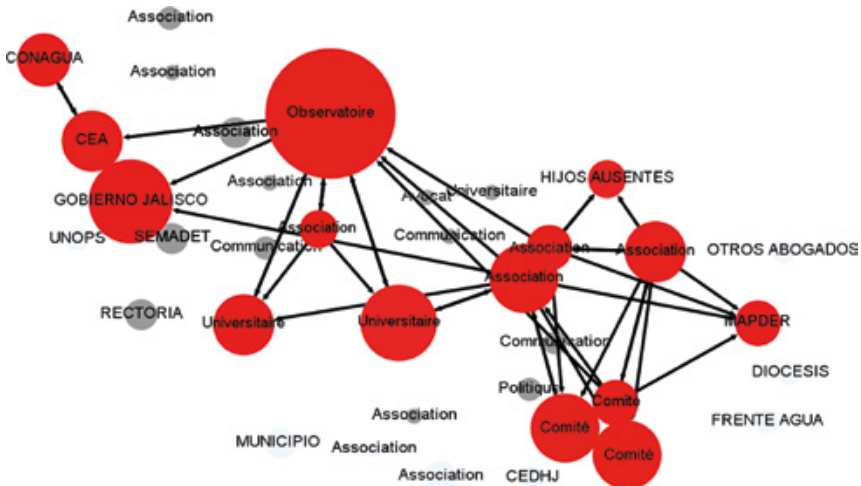 Association
CONAGUA
Association
Observatoire
Association
CEA
Association
HIJOS AUSENTES
Avocat
Universitaire
GOBIERNO JALISCO
Association
UNOPS
SEMADET
Communication
Communication
Association
Association
OTROS ABOGADOS
Association
RECTORIA
Universitaire
Universitaire
MAPDER
Communication
DIOCESIS
Politique
Comité
Association
FRENTE AGUA
Comité
MUNICIPIO
Association
Comité
Association
CEDHJ